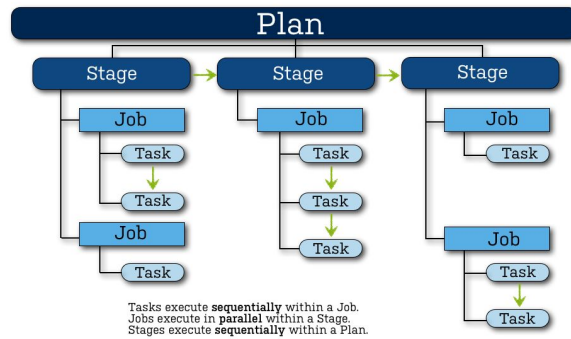 Plan
Stage
Stage
Stage
Job
Task
Task
Job
Task
Job
Task
Task
Task
Job
Task
Job
Task
Task
Tasks execute sequentially within a Job.
Jobs execute in parallel within a Stage.
Stages execute sequentially within a Plan.